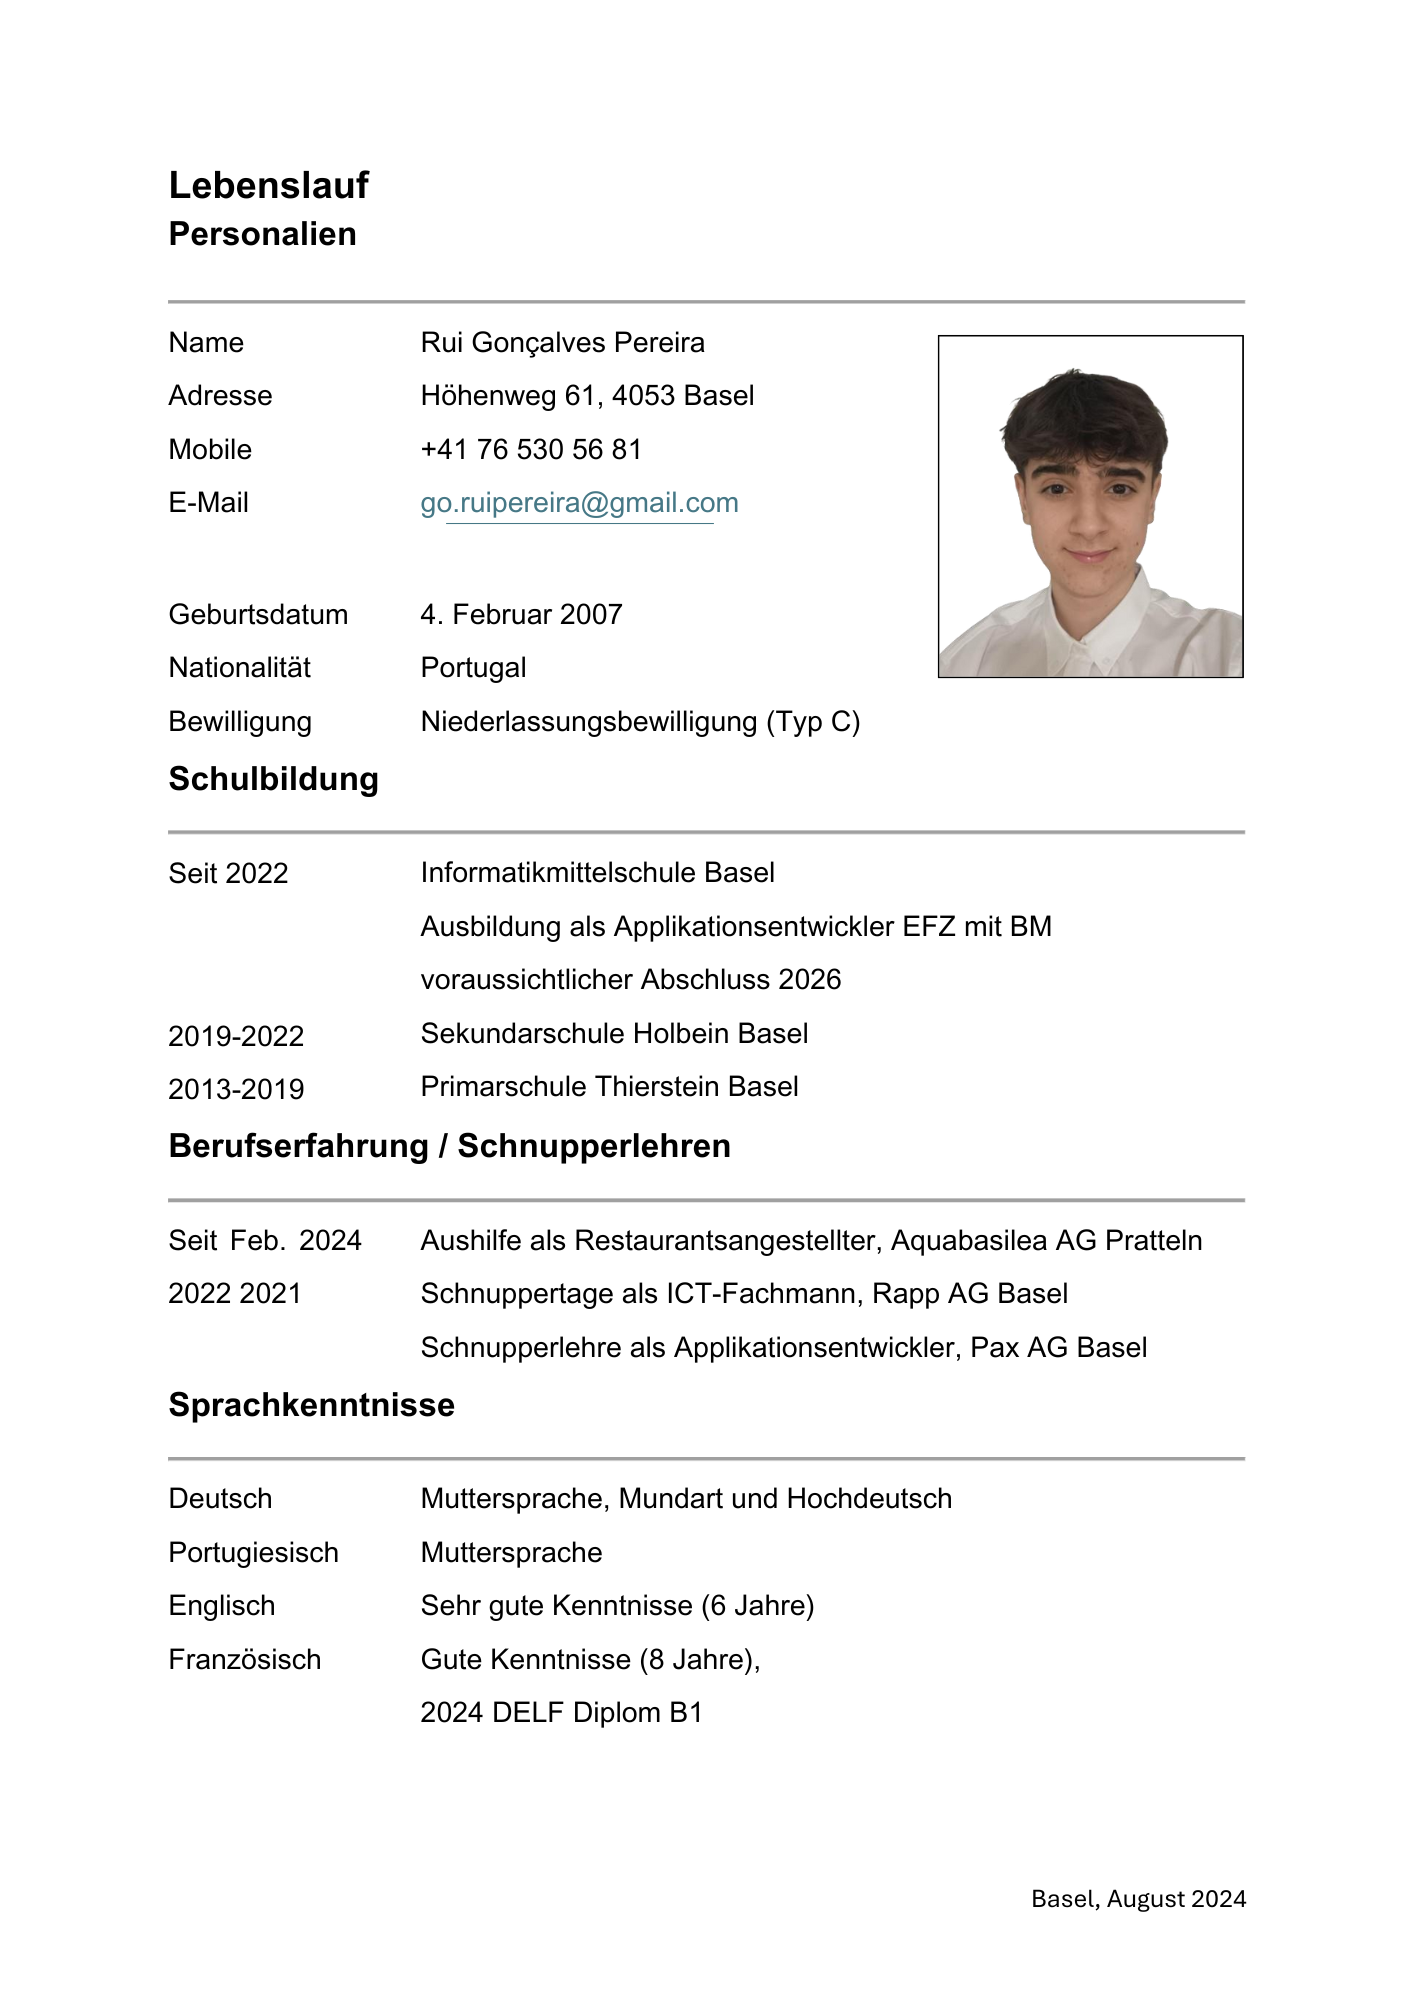 Lebenslauf
Personalien
Name Rui Gonçalves Pereira
Adresse Höhenweg 61, 4053 Basel
Mobile +41 76 530 56 81
E-Mail go.ruipereira@gmail.com
Geburtsdatum 4. Februar 2007
Nationalität Portugal
Bewilligung Niederlassungsbewilligung (Typ C)
Schulbildung
Seit 2022 Informatikmittelschule Basel
Ausbildung als Applikationsentwickler EFZ mit BM
voraussichtlicher Abschluss 2026
2019-2022 Sekundarschule Holbein Basel
2013-2019 Primarschule Thierstein Basel
Berufserfahrung / Schnupperlehren
Seit Feb. 2024 Aushilfe als Restaurantsangestellter, Aquabasilea AG Pratteln
2022 2021 Schnuppertage als ICT-Fachmann, Rapp AG Basel
Schnupperlehre als Applikationsentwickler, Pax AG Basel
Sprachkenntnisse
Deutsch Muttersprache, Mundart und Hochdeutsch
Portugiesisch Muttersprache
Englisch Sehr gute Kenntnisse (6 Jahre)
Französisch Gute Kenntnisse (8 Jahre),
2024 DELF Diplom B1
Basel, August 2024